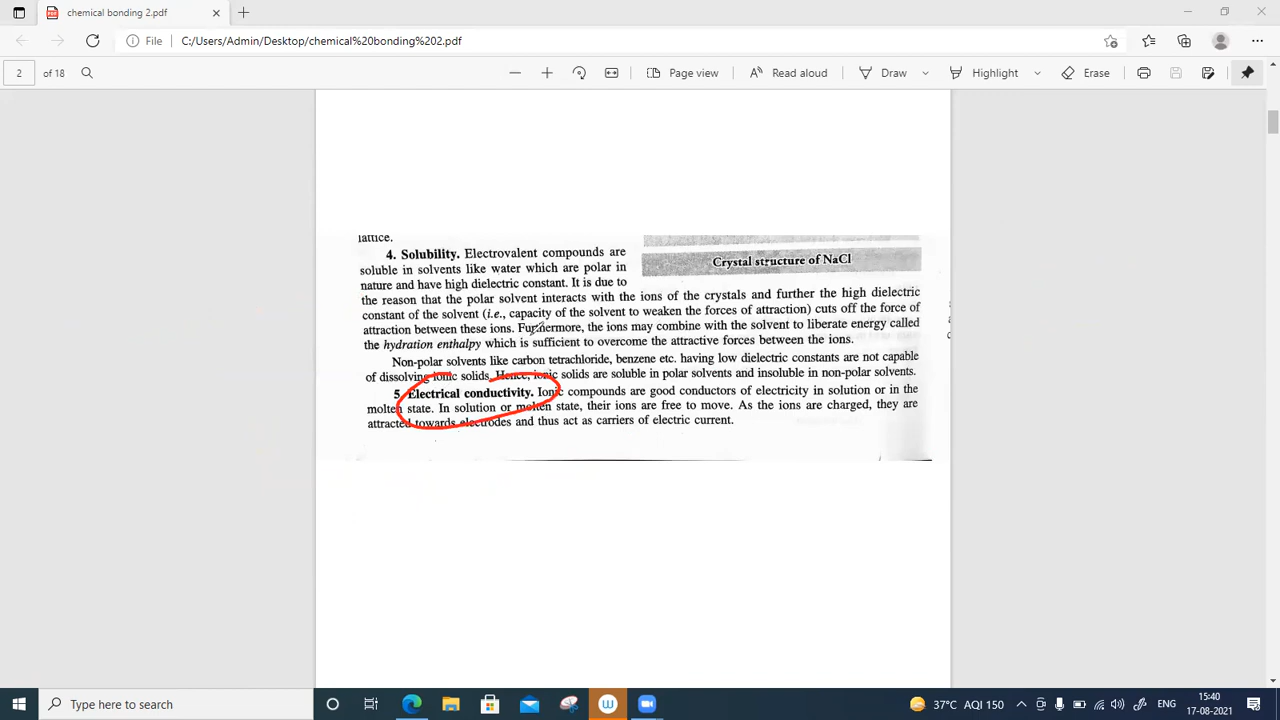 chemical bonding 2.pdf
File C:/Users/Admin/Desktop/chemical%20bonding%202.pdf
2 of 18 Page view Read aloud Draw Highlight Erase
lattice.
4. Solubility. Electrovalent compounds are
soluble in solvents like water which are polar in
nature and have high dielectric constant. It is due to
Crystal structure of NaCl
the reason that the polar solvent interacts with the ions of the crystals and further the high dielectric
constant of the solvent (i.e., capacity of the solvent to weaken the forces of attraction) cuts off the force of
attraction between these ions. Furthermore, the ions may combine with the solvent to liberate energy called
the hydration enthalpy which is sufficient to overcome the attractive forces between the ions.
Non-polar solvents like carbon tetrachloride, benzene etc. having low dielectric constants are not capable
of dissolving ionic solids. Hence, ionic solids are soluble in polar solvents and insoluble in non-polar solvents.
5 Electrical conductivity. Ionic compounds are good conductors of electricity in solution or in the
molten state. In solution or molten state, their ions are free to move. As the ions are charged, they are
attracted towards electrodes and thus act as carriers of electric current.
Type here to search
37°C AQI 150
ENG
15:40
17-08-2021